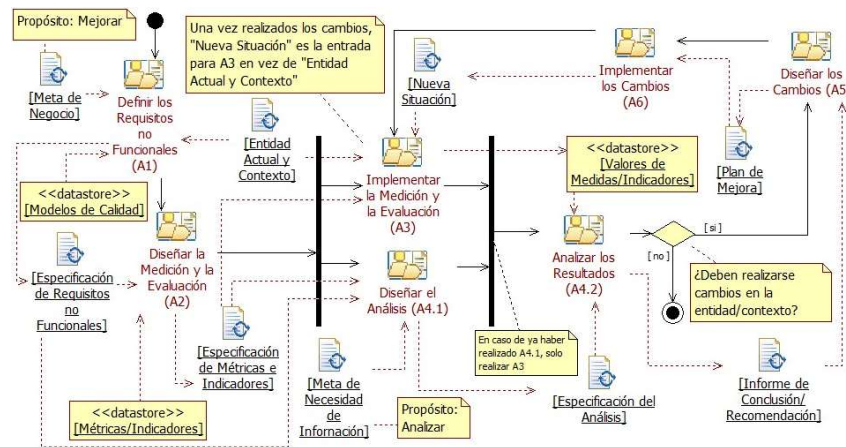 Propósito: Mejorar
[Meta de
Negocio]
Definir los
Requisitos
no
Funcionales
(A1)
Una vez realizados los cambios,
"Nueva Situación" es la entrada
para A3 en vez de "Entidad
Actual y Contexto"
[Nueva
Situación]
Implementar
los Cambios
(A6)
Diseñar los
Cambios (A5
[Entidad
Actual y
Contexto]
<<datastore>>
[Modelos de Calidad]
Implementar
la Medición y
la Evaluación
(A3)
<<datastore>>
[Valores de
Medidas/Indicadores]
[Plan de
Mejora]
Diseñar la
Medición y la
Evaluación
(A2)
[Especificación
de Requisitos
no
Funcionales]
Diseñar el
Análisis (A4.1)
Analizar los
Resultados
(A4.2)
[si]
[no]
¿Deben realizarse
cambios en la
entidad/contexto?
[Especificación
de Métricas e
Indicadores]
En caso de ya haber
realizado A4.1, solo
realizar A3
<<datastore>>
[Métricas/Indicadores]
[Meta de
Necesidad
de
Infornación]
Propósito:
Analizar
[Especificación del
Análisis]
[Informe de
Conclusión/
Recomendación]